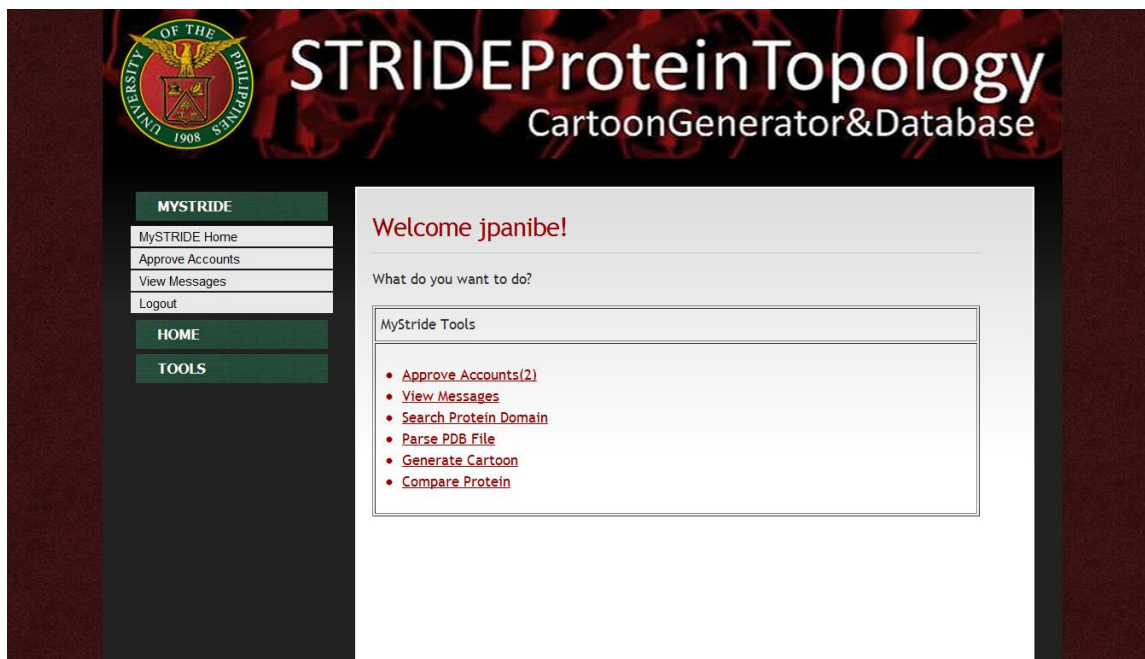 UNIVERSITY OF THE PHILIPPINES
1908
STRIDEProteinTopology
CartoonGenerator&Database
MYSTRIDE
MySTRIDE Home
Approve Accounts
View Messages
Logout
HOME
TOOLS
Welcome jpanibe!
What do you want to do?
MyStride Tools
Approve Accounts(2)
View Messages
Search Protein Domain
Parse PDB File
Generate Cartoon
Compare Protein